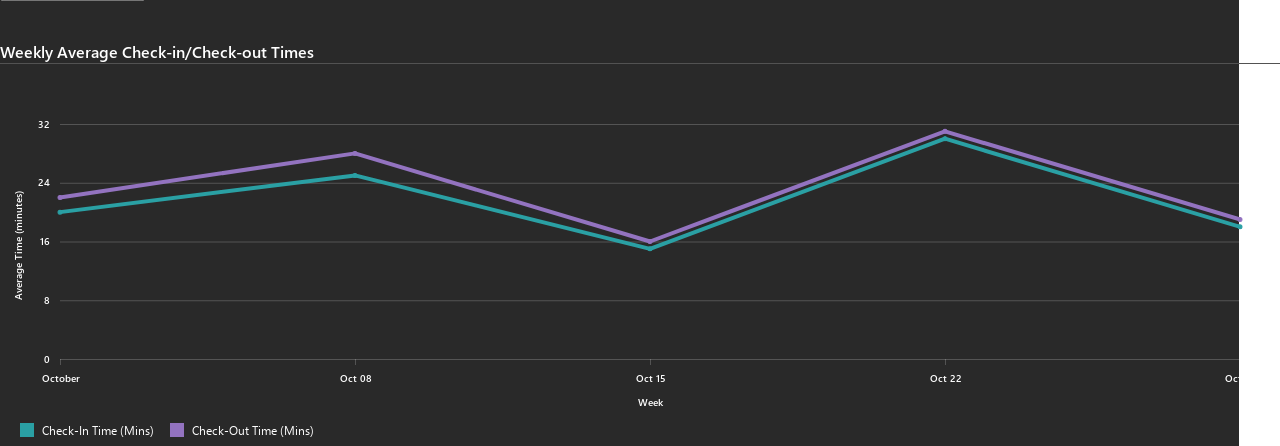 Weekly Average Check-in/Check-out Times
32
24
16
8
0
Average Time (minutes)
October Oct 08 Oct 15 Oct 22
Week
Check-In Time (Mins) Check-Out Time (Mins)